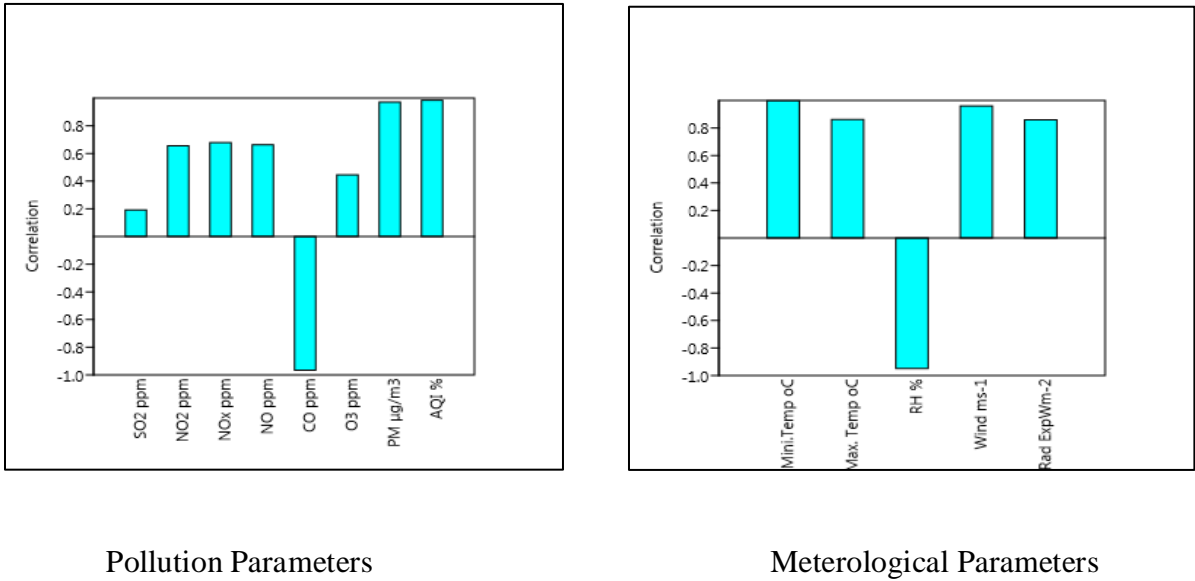 Correlation
0.8
0.6
0.4
0.2
-0.2
-0.4
-0.6
-0.8
-1.0
SO2 ppm
NO2 ppm
NOx ppm
NO ppm
CO ppm
O3 ppm
PM µg/m3
AQI %
Correlation
0.8
0.6
0.4
0.2
-0.2
-0.4
-0.6
-0.8
-1.0
Mini.Temp oC
Max. Temp oC
RH %
Wind ms-1
Rad ExpWm-2
Pollution Parameters
Meterological Parameters